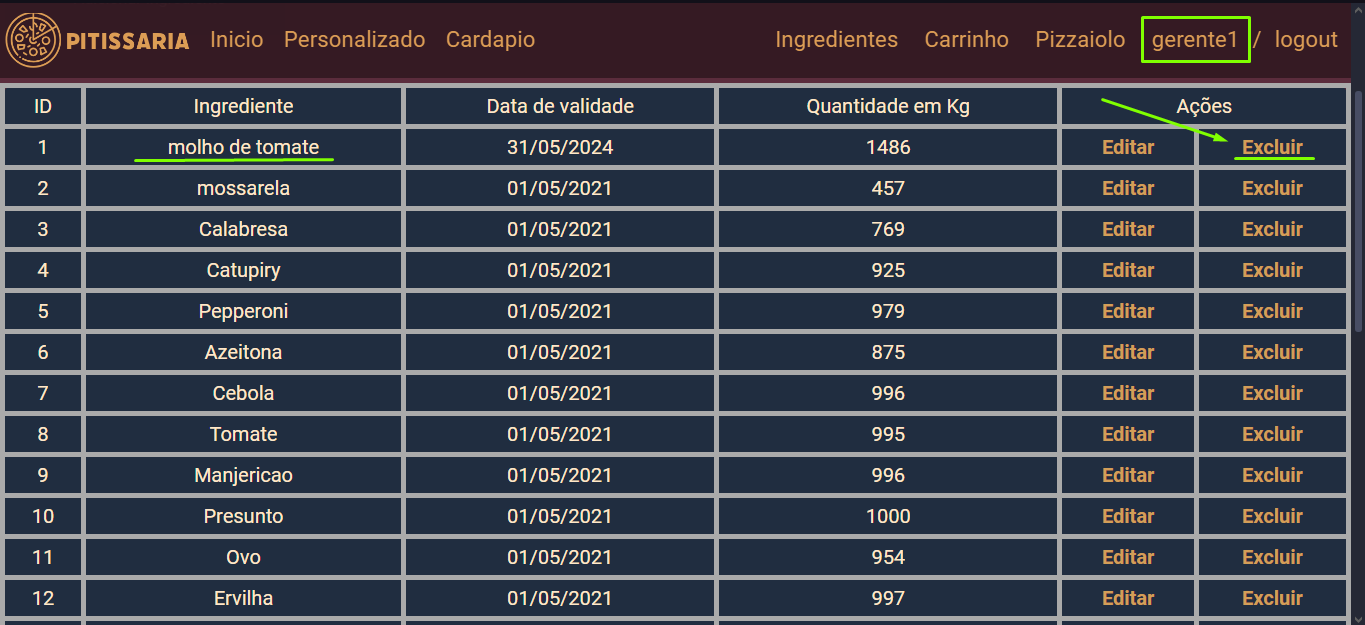 PITISSARIA Inicio Personalizado Cardapio Ingredientes Carrinho Pizzaiolo gerente1 / logout
ID Ingrediente Data de validade Quantidade em Kg Ações
1 molho de tomate 31/05/2024 1486 Editar Excluir
2 mossarela 01/05/2021 457 Editar Excluir
3 Calabresa 01/05/2021 769 Editar Excluir
4 Catupiry 01/05/2021 925 Editar Excluir
5 Pepperoni 01/05/2021 979 Editar Excluir
6 Azeitona 01/05/2021 875 Editar Excluir
7 Cebola 01/05/2021 996 Editar Excluir
8 Tomate 01/05/2021 995 Editar Excluir
9 Manjericao 01/05/2021 996 Editar Excluir
10 Presunto 01/05/2021 1000 Editar Excluir
11 Ovo 01/05/2021 954 Editar Excluir
12 Ervilha 01/05/2021 997 Editar Excluir